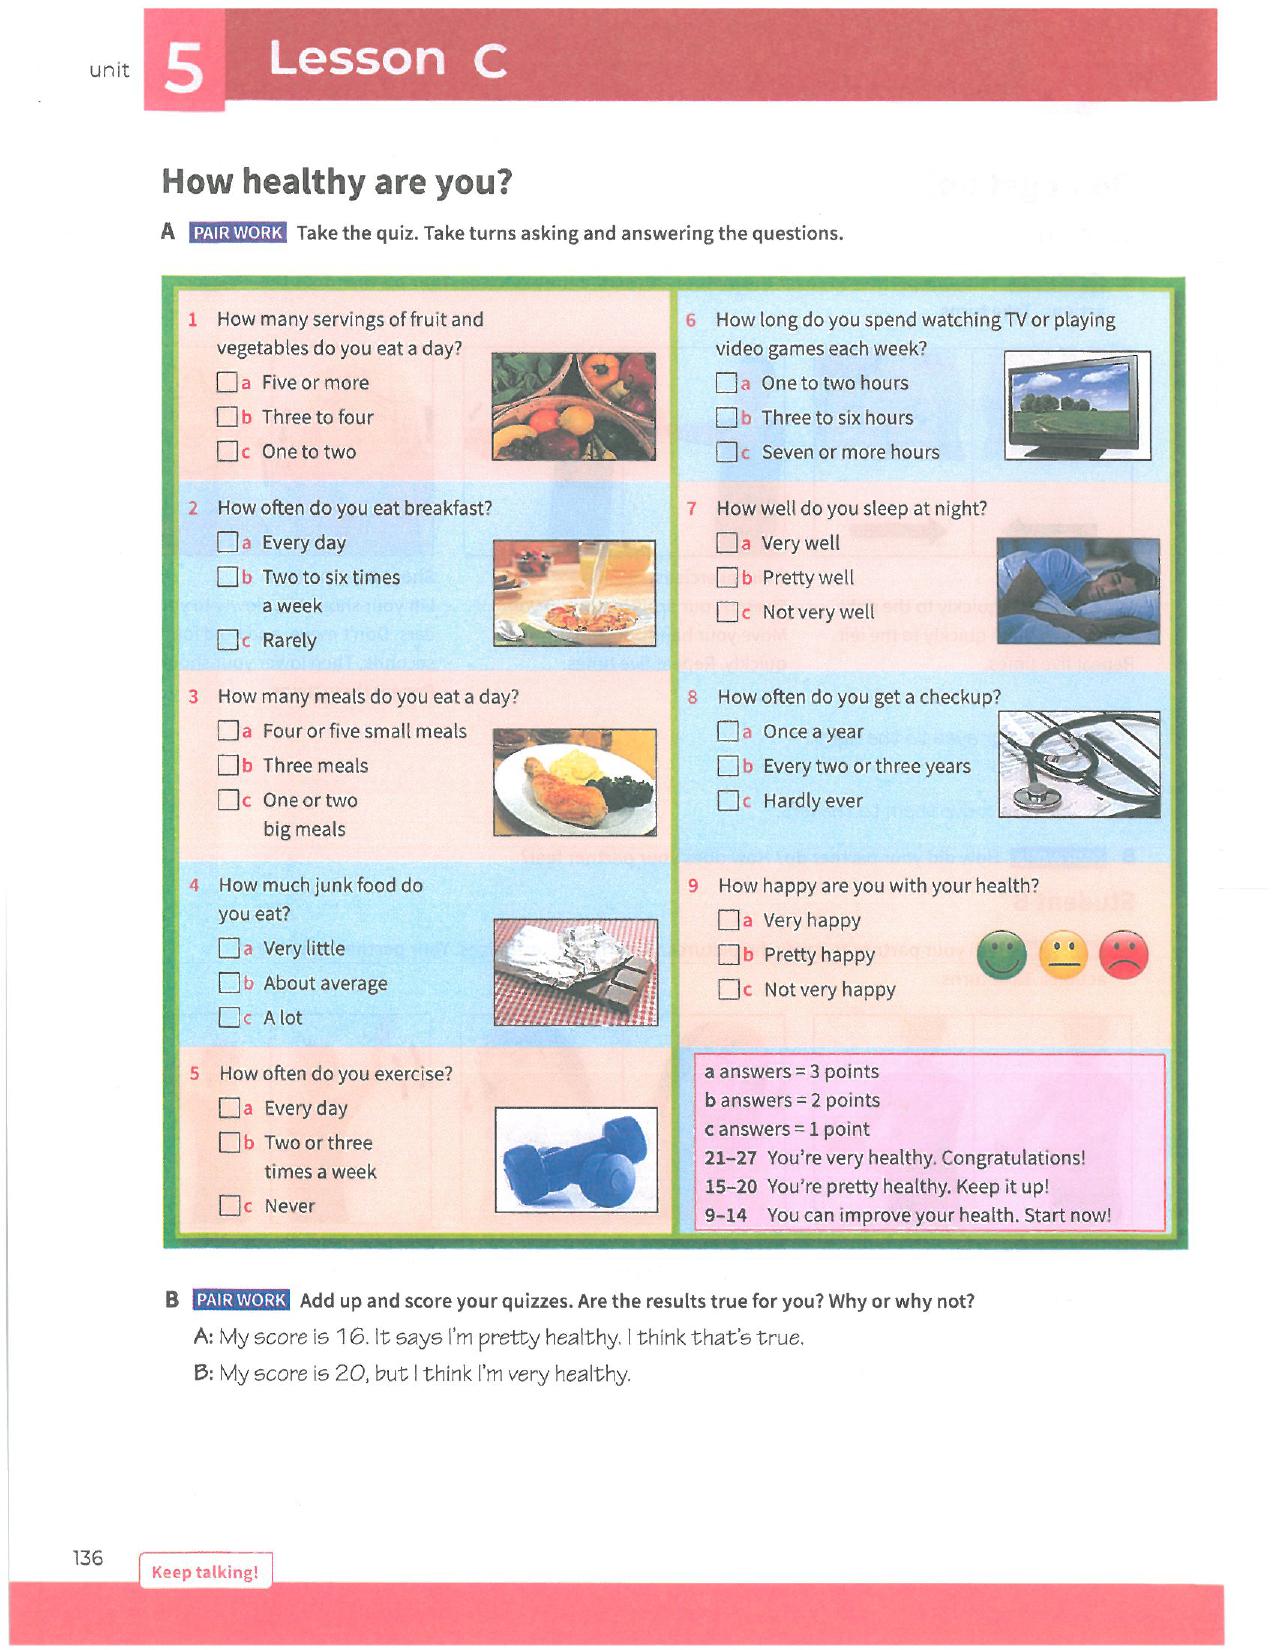 unit 5 Lesson C
How healthy are you?
A PAIR WORK Take the quiz. Take turns asking and answering the questions.
1 How many servings of fruit and
vegetables do you eat a day?
a Five or more
b Three to four
c One to two
2 How often do you eat breakfast?
a Every day
b Two to six times
a week
c Rarely
3 How many meals do you eat a day?
a Four or five small meals
b Three meals
c One or two
big meals
4 How much junk food do
you eat?
a Very little
b About average
c A lot
5 How often do you exercise?
a Every day
b Two or three
times a week
c Never
6 How long do you spend watching TV or playing
video games each week?
a One to two hours
b Three to six hours
c Seven or more hours
7 How well do you sleep at night?
a Very well
b Pretty well
c Not very well
8 How often do you get a checkup?
a Once a year
b Every two or three years
c Hardly ever
9 How happy are you with your health?
a Very happy
b Pretty happy
c Not very happy
a answers = 3 points
b answers = 2 points
c answers = 1 point
21–27 You're very healthy. Congratulations!
15–20 You're pretty healthy. Keep it up!
9–14 You can improve your health. Start now!
B PAIR WORK Add up and score your quizzes. Are the results true for you? Why or why not?
A: My score is 16. It says I'm pretty healthy. I think that's true.
B: My score is 20, but I think I'm very healthy.
136 Keep talking!